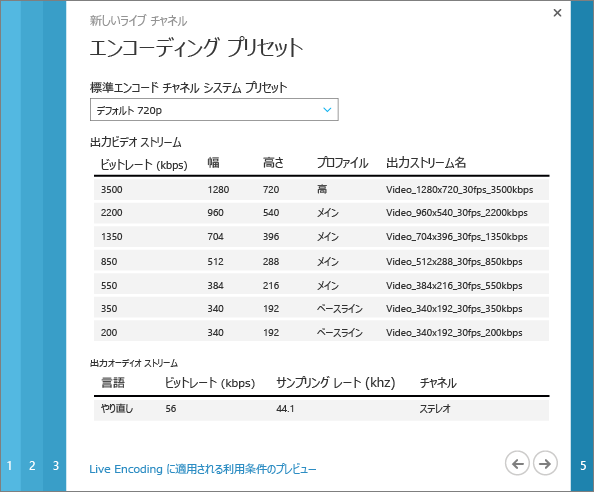 新しいライブ チャネル
エンコーディング プリセット
標準エンコード チャネル システム プリセット
デフォルト 720p
出力ビデオ ストリーム
ビットレート (kbps) 幅 高さ プロファイル 出力ストリーム名
3500 1280 720 高 Video_1280x720_30fps_3500kbps
2200 960 540 メイン Video_960x540_30fps_2200kbps
1350 704 396 メイン Video_704x396_30fps_1350kbps
850 512 288 メイン Video_512x288_30fps_850kbps
550 384 216 メイン Video_384x216_30fps_550kbps
350 340 192 ベースライン Video_340x192_30fps_350kbps
200 340 192 ベースライン Video_340x192_30fps_200kbps
出力オーディオ ストリーム
言語 ビットレート (kbps) サンプリング レート (khz) チャネル
やり直し 56 44.1 ステレオ
Live Encoding に適用される利用条件のプレビュー
1 2 3 5